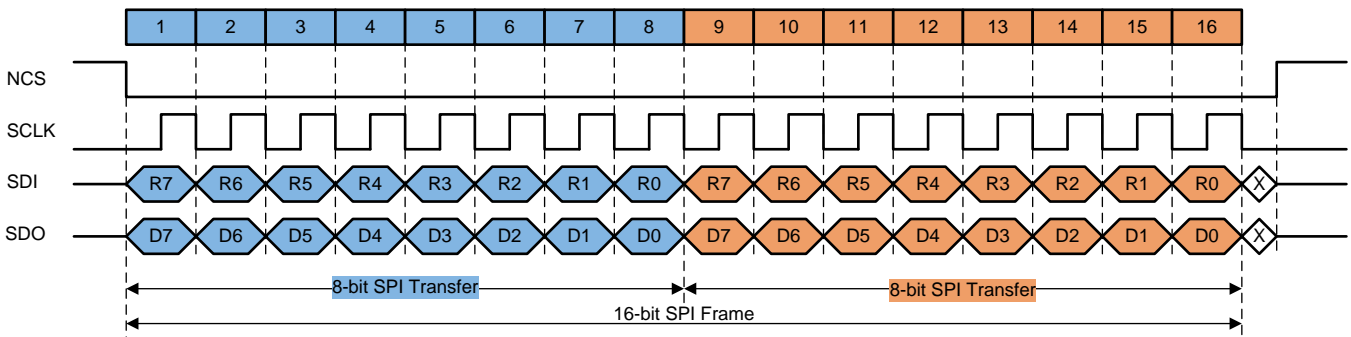 1 2 3 4 5 6 7 8 9 10 11 12 13 14 15 16
NCS
SCLK
SDI R7 R6 R5 R4 R3 R2 R1 R0 R7 R6 R5 R4 R3 R2 R1 R0 X
SDO D7 D6 D5 D4 D3 D2 D1 D0 D7 D6 D5 D4 D3 D2 D1 D0 X
8-bit SPI Transfer 8-bit SPI Transfer
16-bit SPI Frame